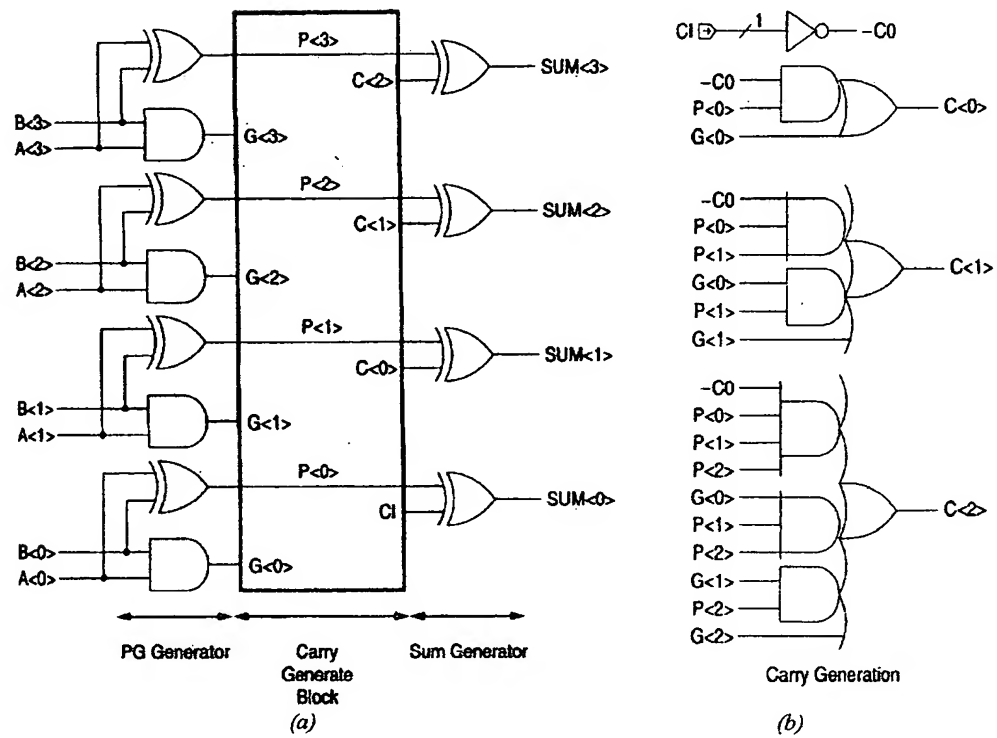 P<3>
C<2>
SUM<3>
B<3>
A<3>
G<3>
P<2>
C<1>
SUM<2>
B<2>
A<2>
G<2>
P<1>
C<0>
SUM<1>
B<1>
A<1>
G<1>
P<0>
CI
SUM<0>
B<0>
A<0>
G<0>
PG Generator
Carry
Generate
Block
Sum Generator
(a)
CI
1
-C0
-C0
P<0>
G<0>
C<0>
-C0
P<0>
P<1>
G<0>
P<1>
G<1>
C<1>
-C0
P<0>
P<1>
P<2>
G<0>
P<1>
P<2>
G<1>
P<2>
G<2>
C<2>
Carry Generation
(b)